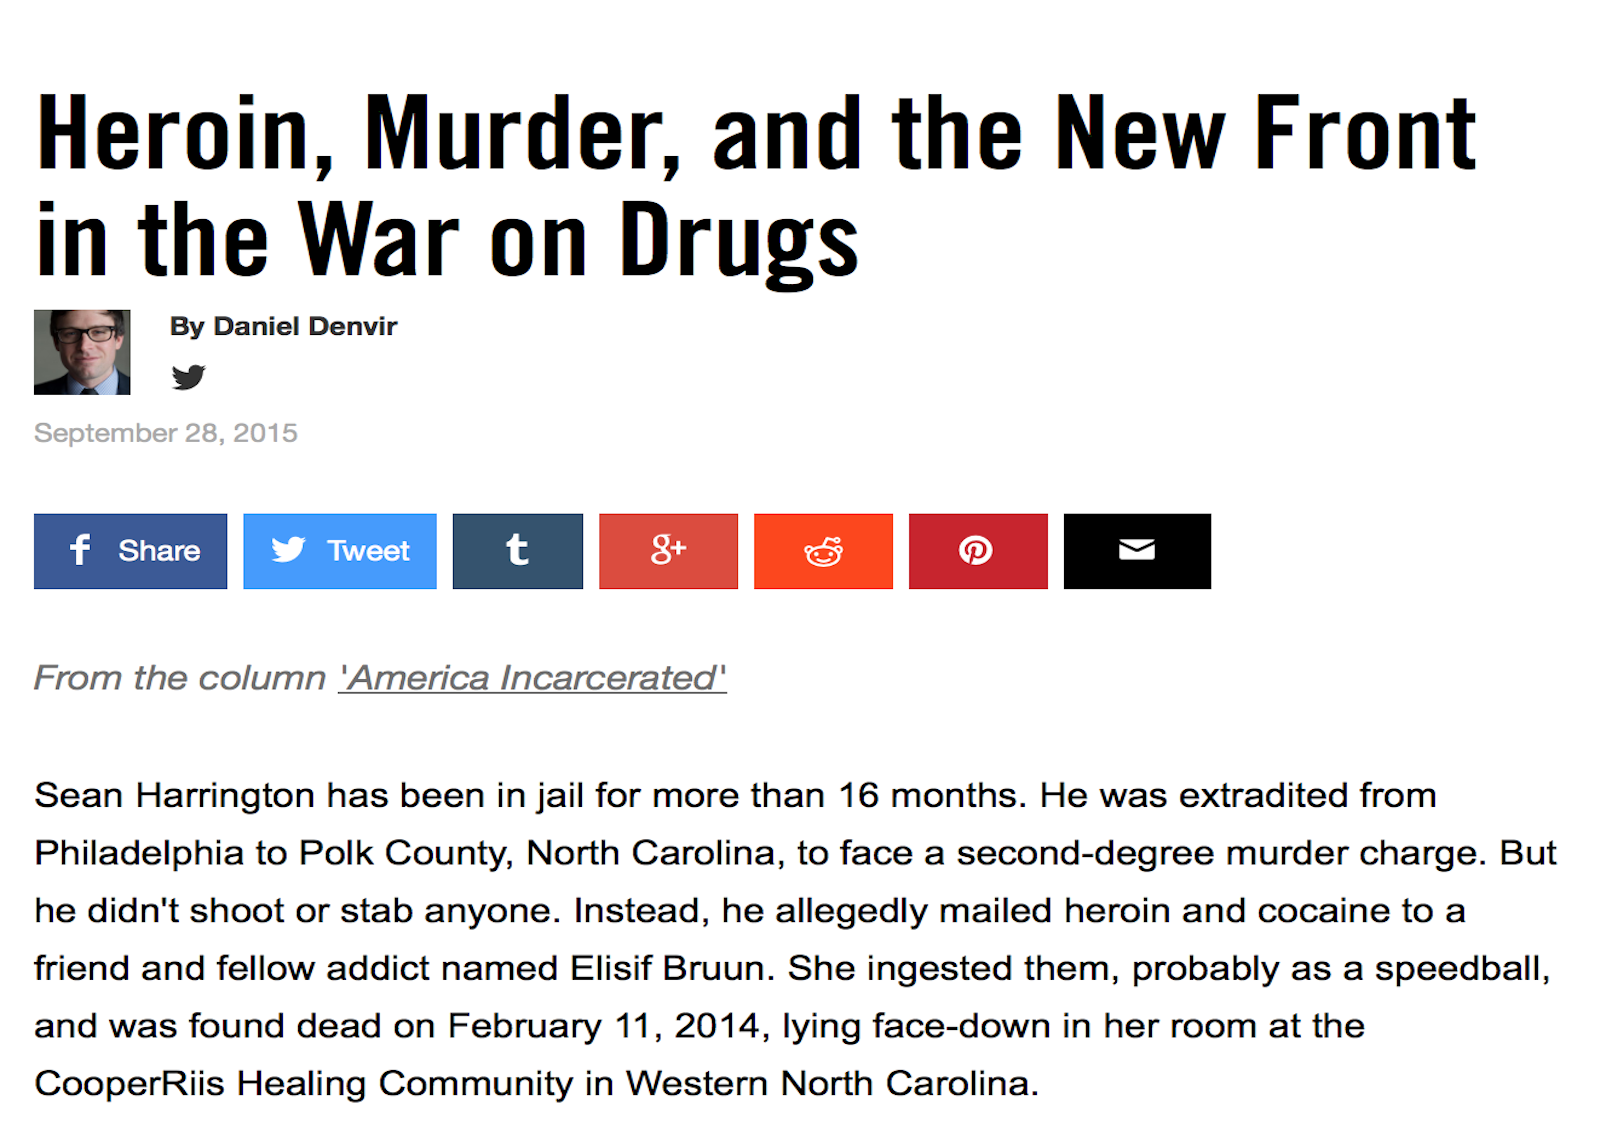 Heroin, Murder, and the New Front
in the War on Drugs
By Daniel Denvir
September 28, 2015
f Share
Tweet
t
g+
From the column 'America Incarcerated'
Sean Harrington has been in jail for more than 16 months. He was extradited from
Philadelphia to Polk County, North Carolina, to face a second-degree murder charge. But
he didn't shoot or stab anyone. Instead, he allegedly mailed heroin and cocaine to a
friend and fellow addict named Elisif Bruun. She ingested them, probably as a speedball,
and was found dead on February 11, 2014, lying face-down in her room at the
CooperRiis Healing Community in Western North Carolina.